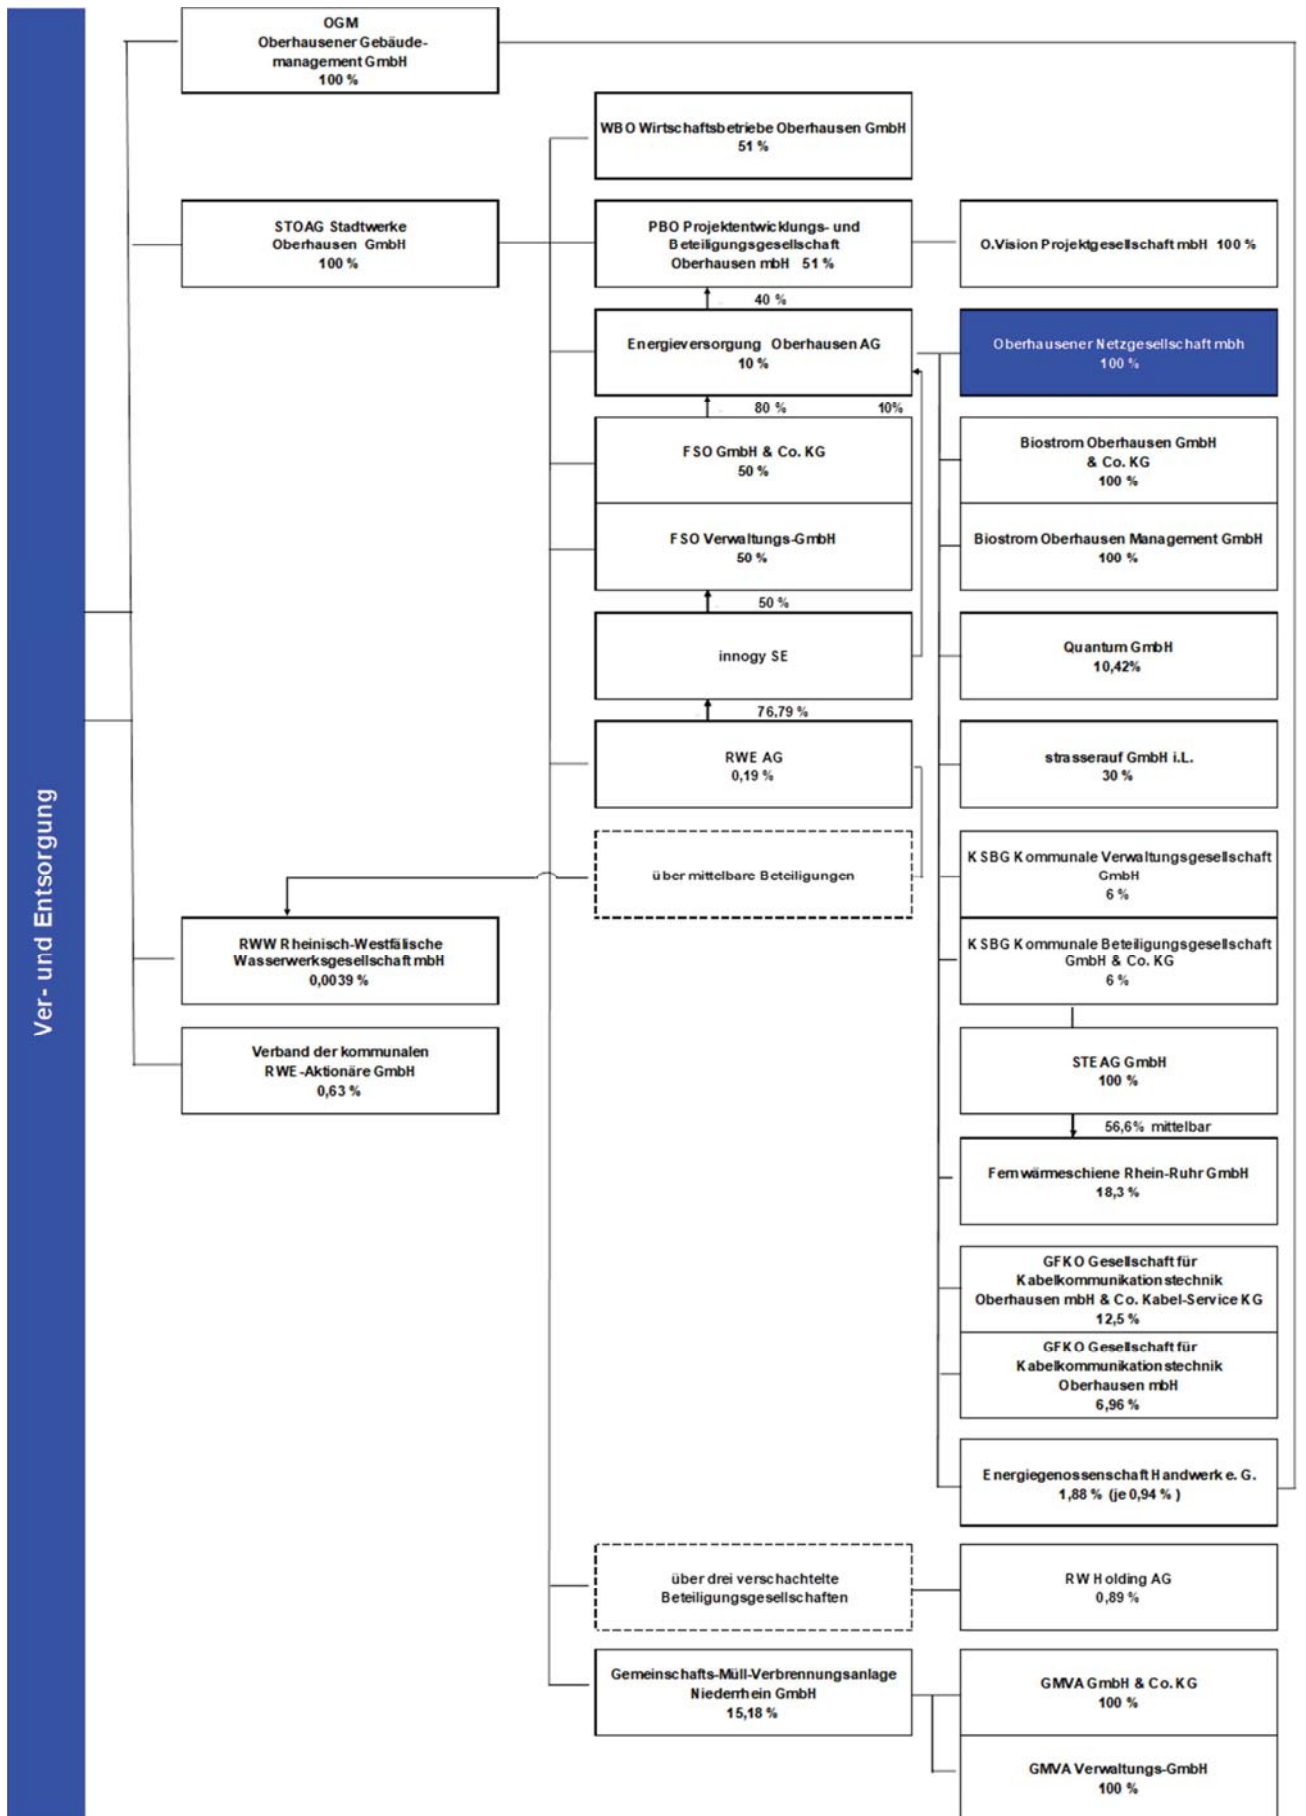 Ver- und Entsorgung
OGM
Oberhausener Gebäude-
management GmbH
100 %
WBO Wirtschaftsbetriebe Oberhausen GmbH
51 %
STOAG Stadtwerke
Oberhausen GmbH
100 %
PBO Projektentwicklungs- und
Beteiligungsgesellschaft
Oberhausen mbH 51 %
O.Vision Projektgesellschaft mbH 100 %
40 %
Energieversorgung Oberhausen AG
10 %
Oberhausener Netzgesellschaft mbh
100 %
80 %
10%
FSO GmbH & Co. KG
50 %
Biostrom Oberhausen GmbH
& Co. KG
100 %
FSO Verwaltungs-GmbH
50 %
Biostrom Oberhausen Management GmbH
100 %
50 %
innogy SE
Quantum GmbH
10,42%
76,79 %
RWE AG
0,19 %
strasserauf GmbH i.L.
30 %
über mittelbare Beteiligungen
KSBG Kommunale Verwaltungsgesellschaft
GmbH
6 %
RWW Rheinisch-Westfälische
Wasserwerksgesellschaft mbH
0,0039 %
KSBG Kommunale Beteiligungsgesellschaft
GmbH & Co. KG
6 %
Verband der kommunalen
RWE-Aktionäre GmbH
0,63 %
STEAG GmbH
100 %
56,6% mittelbar
Fernwärmeschiene Rhein-Ruhr GmbH
18,3 %
GFKO Gesellschaft für
Kabelkommunikationstechnik
Oberhausen mbH & Co. Kabel-Service KG
12,5 %
GFKO Gesellschaft für
Kabelkommunikationstechnik
Oberhausen mbH
6,96 %
Energiegenossenschaft Handwerk e. G.
1,88 % (je 0,94 % )
über drei verschachtelte
Beteiligungsgesellschaften
RW Holding AG
0,89 %
Gemeinschafts-Müll-Verbrennungsanlage
Niederrhein GmbH
15,18 %
GMVA GmbH & Co. KG
100 %
GMVA Verwaltungs-GmbH
100 %